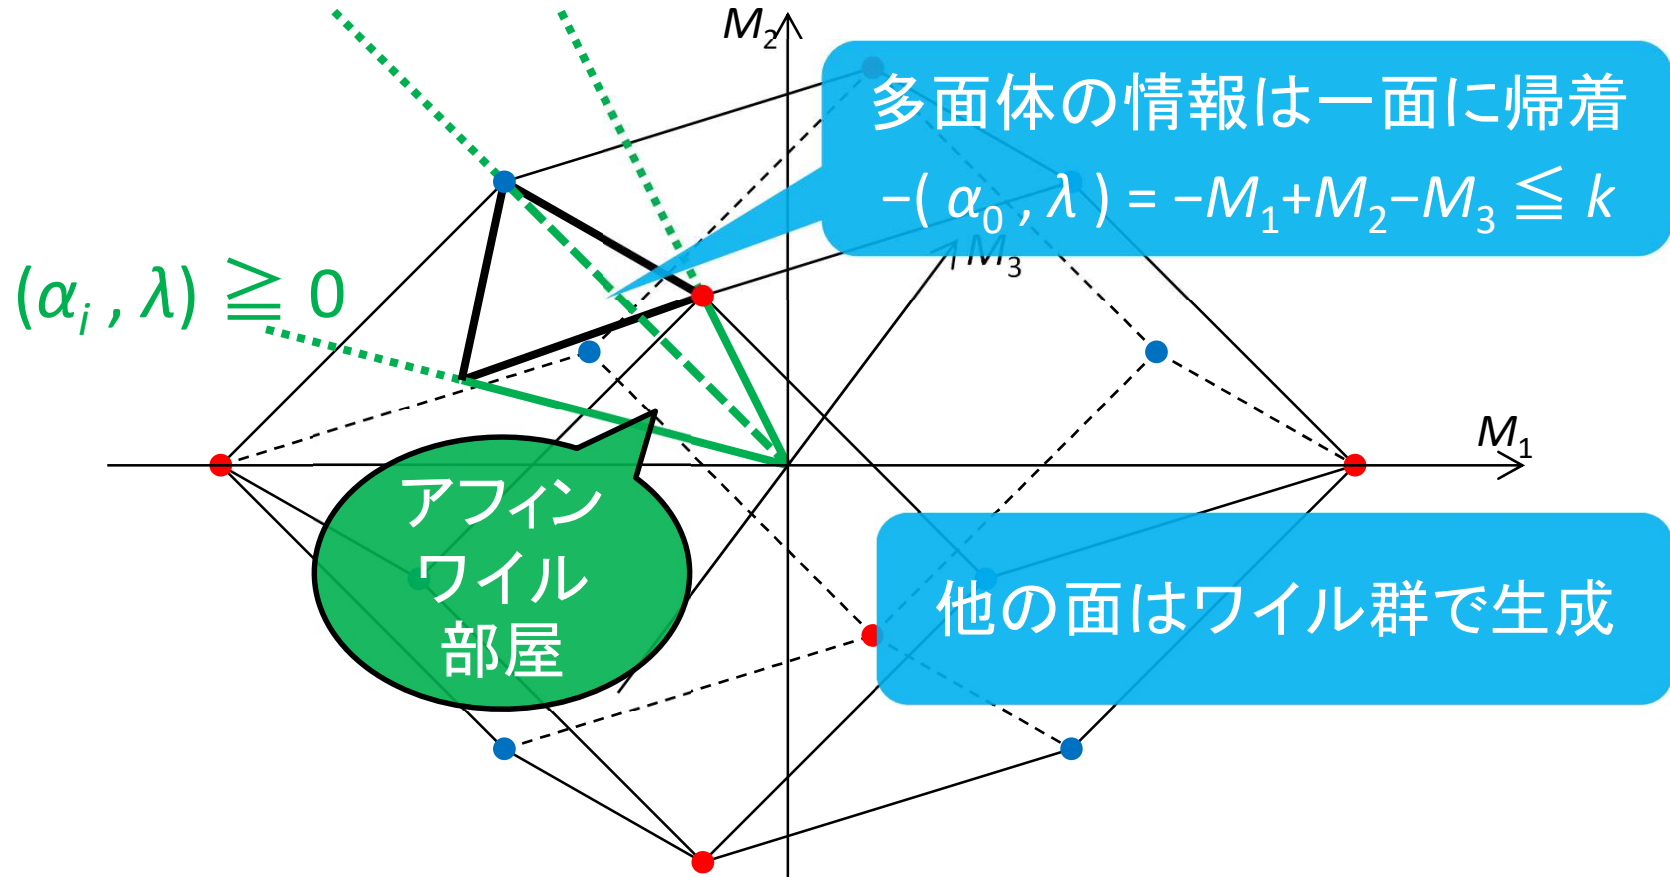 M₂
多面体の情報は一面に帰着
−( α₀ , λ ) = −M₁+M₂−M₃ ≦ k
M₃
(αᵢ , λ) ≧ 0
M₁
アフィン
ワイル
部屋
他の面はワイル群で生成